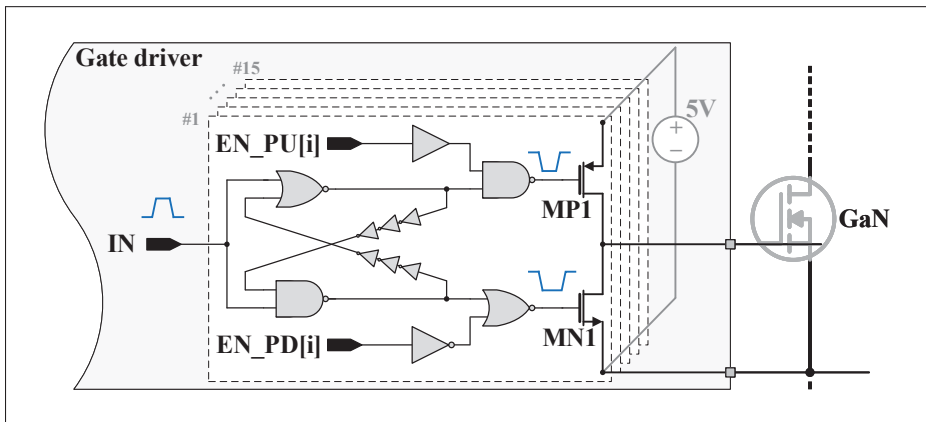 Gate driver
#15
#1
EN_PU[i]
5V
MP1
GaN
IN
MN1
EN_PD[i]